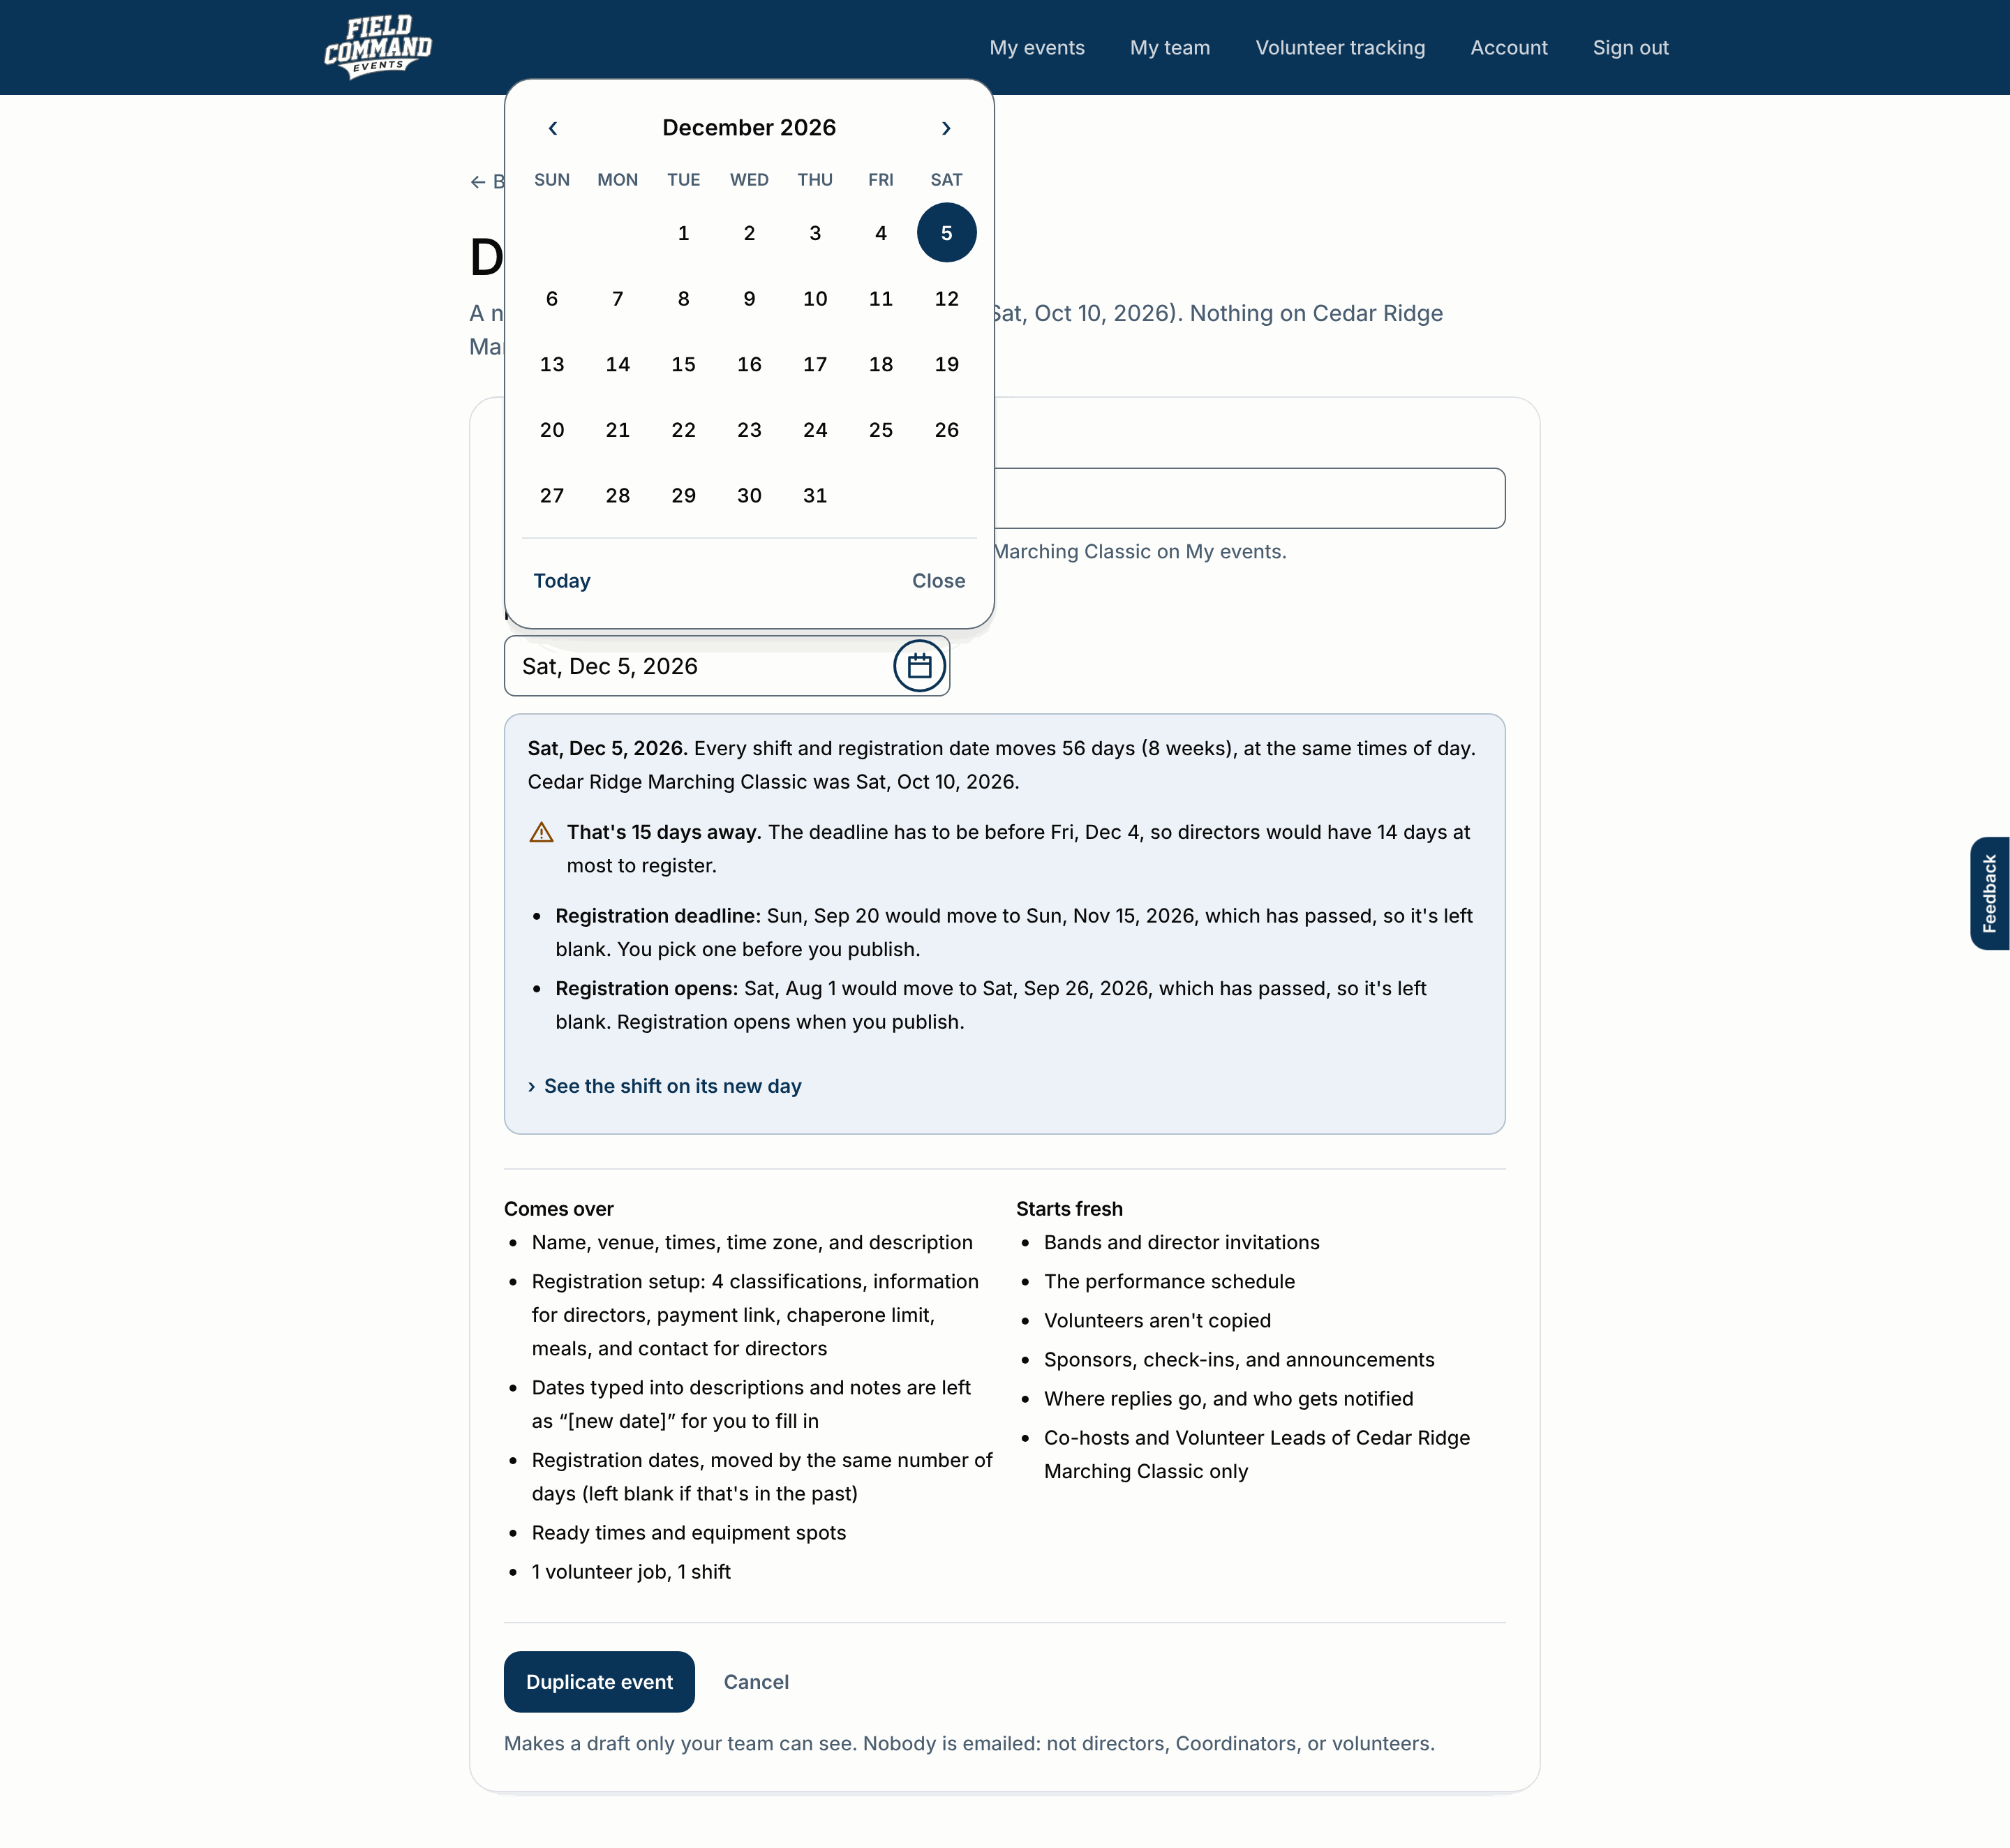 FIELD
COMMAND
EVENTS
My events
My team
Volunteer tracking
Account
Sign out
‹ December 2026 ›
SUN MON TUE WED THU FRI SAT
1 2 3 4 5
6 7 8 9 10 11 12
13 14 15 16 17 18 19
20 21 22 23 24 25 26
27 28 29 30 31
Today
Close
← B
D
A n
Sat, Oct 10, 2026). Nothing on Cedar Ridge
Mar
Marching Classic on My events.
Sat, Dec 5, 2026
Sat, Dec 5, 2026. Every shift and registration date moves 56 days (8 weeks), at the same times of day.
Cedar Ridge Marching Classic was Sat, Oct 10, 2026.
That's 15 days away. The deadline has to be before Fri, Dec 4, so directors would have 14 days at
most to register.
• Registration deadline: Sun, Sep 20 would move to Sun, Nov 15, 2026, which has passed, so it's left
blank. You pick one before you publish.
• Registration opens: Sat, Aug 1 would move to Sat, Sep 26, 2026, which has passed, so it's left
blank. Registration opens when you publish.
› See the shift on its new day
Comes over
• Name, venue, times, time zone, and description
• Registration setup: 4 classifications, information
for directors, payment link, chaperone limit,
meals, and contact for directors
• Dates typed into descriptions and notes are left
as “[new date]” for you to fill in
• Registration dates, moved by the same number of
days (left blank if that's in the past)
• Ready times and equipment spots
• 1 volunteer job, 1 shift
Starts fresh
• Bands and director invitations
• The performance schedule
• Volunteers aren't copied
• Sponsors, check-ins, and announcements
• Where replies go, and who gets notified
• Co-hosts and Volunteer Leads of Cedar Ridge
Marching Classic only
Duplicate event
Cancel
Makes a draft only your team can see. Nobody is emailed: not directors, Coordinators, or volunteers.
Feedback